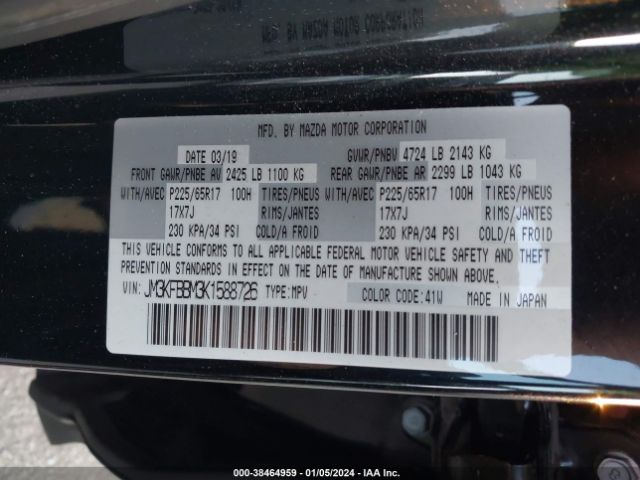 MFD. BY MAZDA MOTOR CORPORATION
DATE 03/19 GVWR/PNBV 4724 LB 2143 KG
FRONT GAWR/PNBE AV 2425 LB 1100 KG REAR GAWR/PNBE AR 2299 LB 1043 KG
WITH/AVEC P225/65R17 100H TIRES/PNEUS WITH/AVEC P225/65R17 100H TIRES/PNEUS
17X7J RIMS/JANTES 17X7J RIMS/JANTES
230 KPA/34 PSI COLD/A FROID 230 KPA/34 PSI COLD/A FROID
THIS VEHICLE CONFORMS TO ALL APPLICABLE FEDERAL MOTOR VEHICLE SAFETY AND THEFT
PREVENTION STANDARDS IN EFFECT ON THE DATE OF MANUFACTURE SHOWN ABOVE.
VIN: JM3KFBBM3K1588726 TYPE:MPV COLOR CODE:41W MADE IN JAPAN
000-38464959 - 01/05/2024 - IAA Inc.